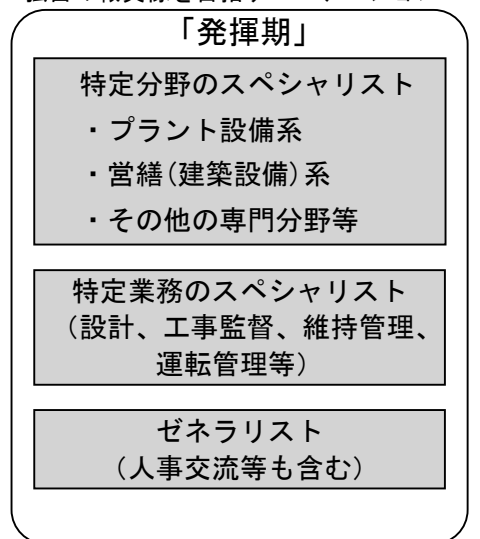 「発揮期」
特定分野のスペシャリスト
・プラント設備系
・営繕(建築設備)系
・その他の専門分野等
特定業務のスペシャリスト
(設計、工事監督、維持管理、
運転管理等)
ゼネラリスト
(人事交流等も含む)